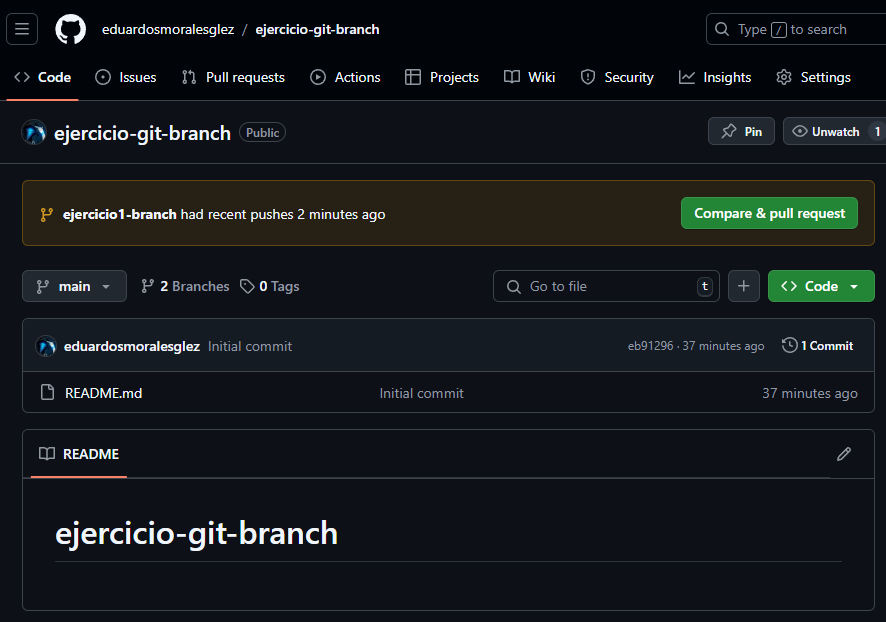 eduardosmoralesglez / ejercicio-git-branch
Type / to search
Code Issues Pull requests Actions Projects Wiki Security Insights Settings
ejercicio-git-branch Public
Pin
Unwatch 1
ejercicio1-branch had recent pushes 2 minutes ago
Compare & pull request
main
2 Branches
0 Tags
Go to file t
Code
eduardosmoralesglez Initial commit
eb91296 · 37 minutes ago
1 Commit
README.md Initial commit 37 minutes ago
README
ejercicio-git-branch